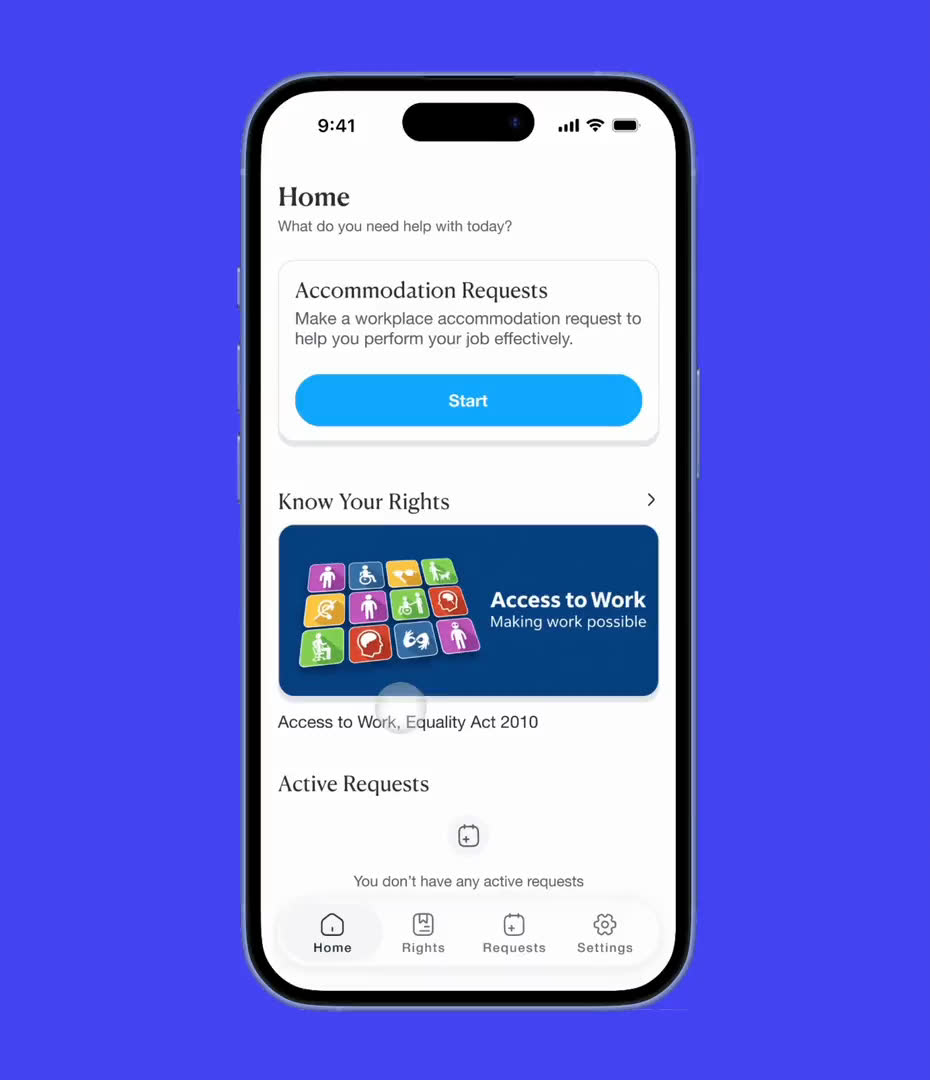 9:41
Home
What do you need help with today?
Accommodation Requests
Make a workplace accommodation request to
help you perform your job effectively.
Start
Know Your Rights
Access to Work
Making work possible
Access to Work, Equality Act 2010
Active Requests
You don’t have any active requests
Home Rights Requests Settings